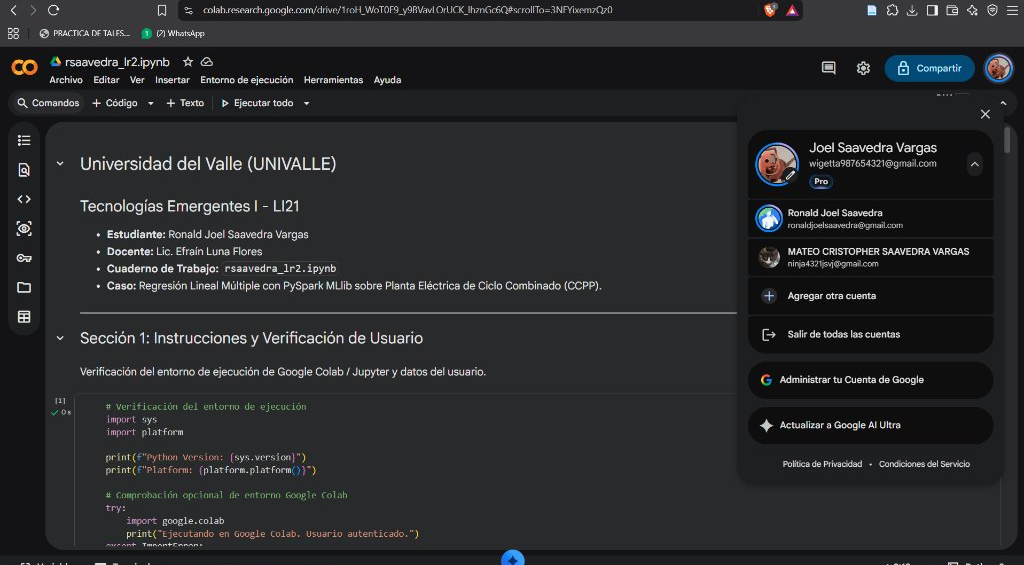 colab.research.google.com/drive/1roH_WoT0F9_y9BVavLOrUCK_IhznGc6Q#scrollTo=3NFYixemzQz0
PRACTICA DE TALES...
1 (2) WhatsApp
rsaavedra_lr2.ipynb
Archivo Editar Ver Insertar Entorno de ejecución Herramientas Ayuda
Compartir
Comandos + Código + Texto Ejecutar todo
Universidad del Valle (UNIVALLE)
Tecnologías Emergentes I - LI21
• Estudiante: Ronald Joel Saavedra Vargas
• Docente: Lic. Efraín Luna Flores
• Cuaderno de Trabajo: rsaavedra_lr2.ipynb
• Caso: Regresión Lineal Múltiple con PySpark MLlib sobre Planta Eléctrica de Ciclo Combinado (CCPP).
Sección 1: Instrucciones y Verificación de Usuario
Verificación del entorno de ejecución de Google Colab / Jupyter y datos del usuario.
[1]
0 s
# Verificación del entorno de ejecución
import sys
import platform
print(f"Python Version: {sys.version}")
print(f"Platform: {platform.platform()}")
# Comprobación opcional de entorno Google Colab
try:
import google.colab
print("Ejecutando en Google Colab. Usuario autenticado.")
except ImportError:
Joel Saavedra Vargas
wigetta987654321@gmail.com
Pro
Ronald Joel Saavedra
ronaldjoelsaavedra@gmail.com
MATEO CRISTOPHER SAAVEDRA VARGAS
ninja4321jsvj@gmail.com
Agregar otra cuenta
Salir de todas las cuentas
Administrar tu Cuenta de Google
Actualizar a Google AI Ultra
Política de Privacidad • Condiciones del Servicio